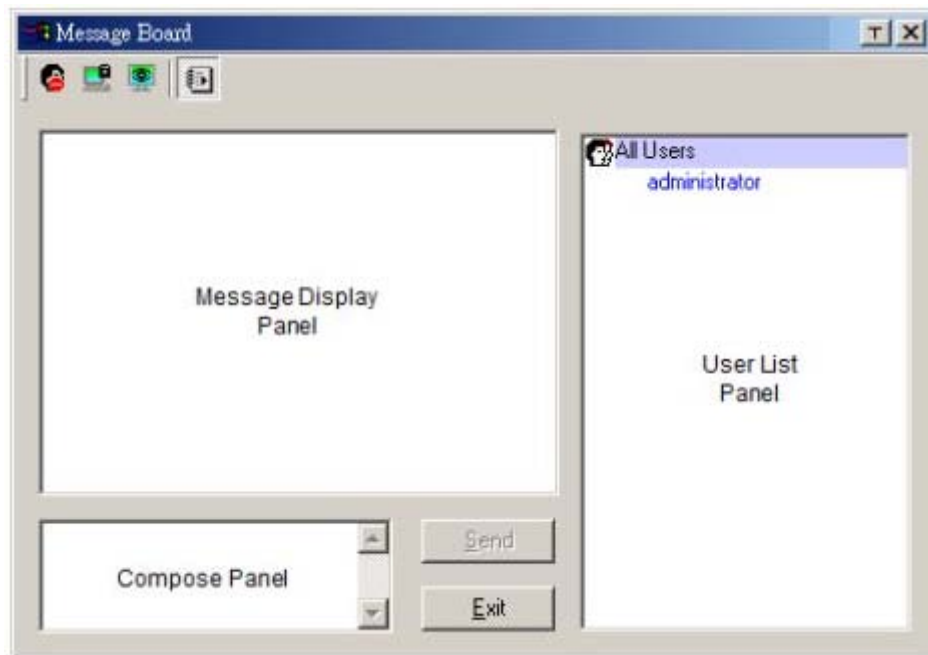 Message Board
T
All Users
administrator
Message Display
Panel
User List
Panel
Compose Panel
Send
Exit